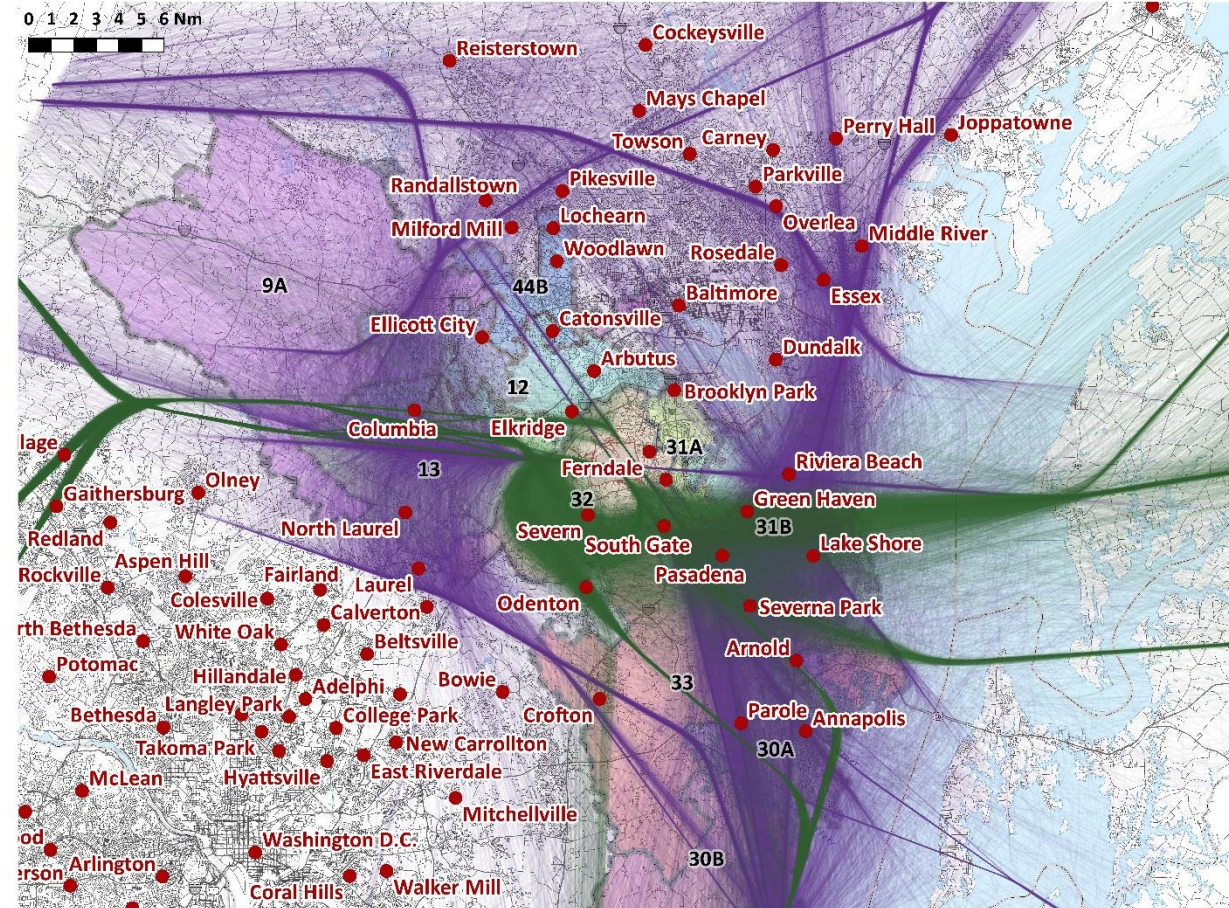 0 1 2 3 4 5 6 Nm
Reisterstown
Cockeysville
Mays Chapel
Towson
Carney
Perry Hall
Joppatowne
Randallstown
Pikesville
Parkville
Milford Mill
Lochearn
Overlea
Woodlawn
Rosedale
Middle River
9A
44B
Baltimore
Essex
Ellicott City
Catonsville
Arbutus
Dundalk
12
Brooklyn Park
Columbia
Elkridge
lage
31A
13
Ferndale
Riviera Beach
Gaithersburg
Olney
32
Green Haven
North Laurel
Severn
South Gate
31B
Redland
Lake Shore
Aspen Hill
Rockville
Fairland
Laurel
Pasadena
Colesville
Calverton
Odenton
Severna Park
rth Bethesda
White Oak
Beltsville
Arnold
Potomac
Hillandale
Adelphi
Bowie
33
Langley Park
Bethesda
College Park
Crofton
Parole
Annapolis
Takoma Park
New Carrollton
30A
Hyattsville
East Riverdale
McLean
Mitchellville
ood
Washington D.C.
30B
erson
Arlington
Coral Hills
Walker Mill